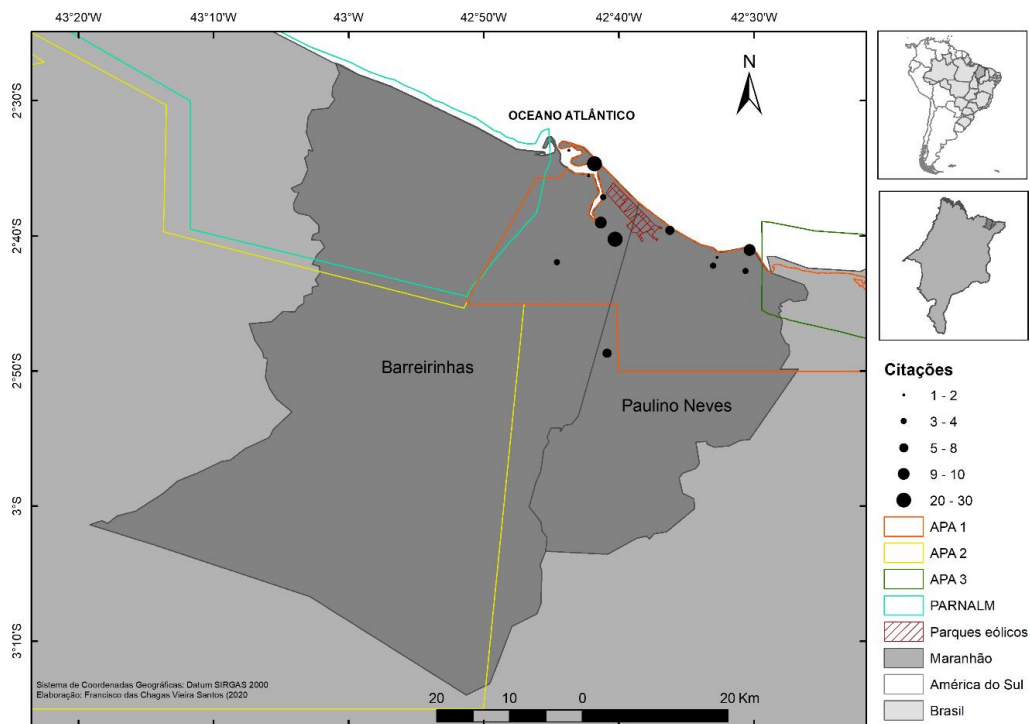 43°20'W 43°10'W 43°W 42°50'W 42°40'W 42°30'W
2°30'S
2°40'S
2°50'S
3°S
3°10'S
N
OCEANO ATLÂNTICO
Barreirinhas
Paulino Neves
Sistema de Coordenadas Geográficas: Datum SIRGAS 2000
Elaboração: Francisco das Chagas Vieira Santos (2020
20 10 0 20 Km
Citações
1 - 2
3 - 4
5 - 8
9 - 10
20 - 30
APA 1
APA 2
APA 3
PARNALM
Parques eólicos
Maranhão
América do Sul
Brasil